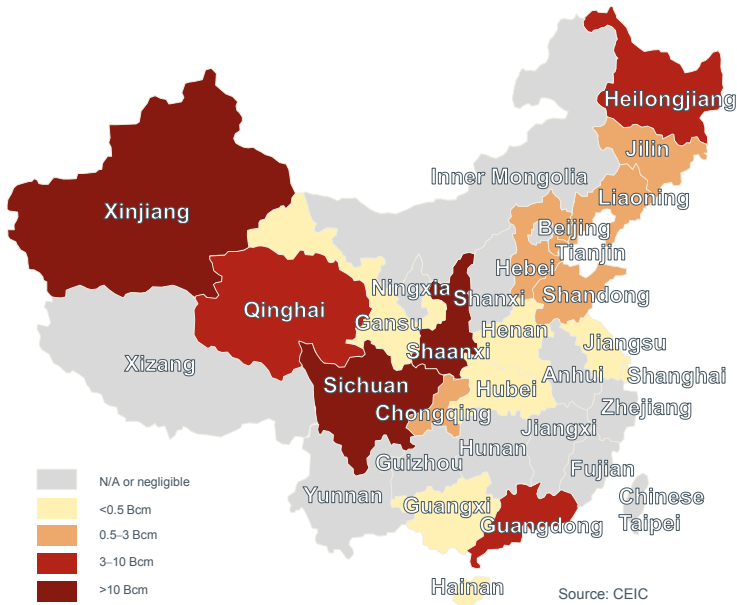 Heilongjiang
Jilin
Inner Mongolia
Liaoning
Xinjiang
Beijing
Tianjin
Hebei
Ningxia
Shanxi
Shandong
Qinghai
Gansu
Henan
Jiangsu
Shaanxi
Xizang
Anhui
Shanghai
Sichuan
Hubei
Zhejiang
Chongqing
Jiangxi
Hunan
Guizhou
Fujian
N/A or negligible
Yunnan
Chinese
Taipei
<0.5 Bcm
Guangxi
Guangdong
0.5–3 Bcm
3–10 Bcm
>10 Bcm
Hainan
Source: CEIC